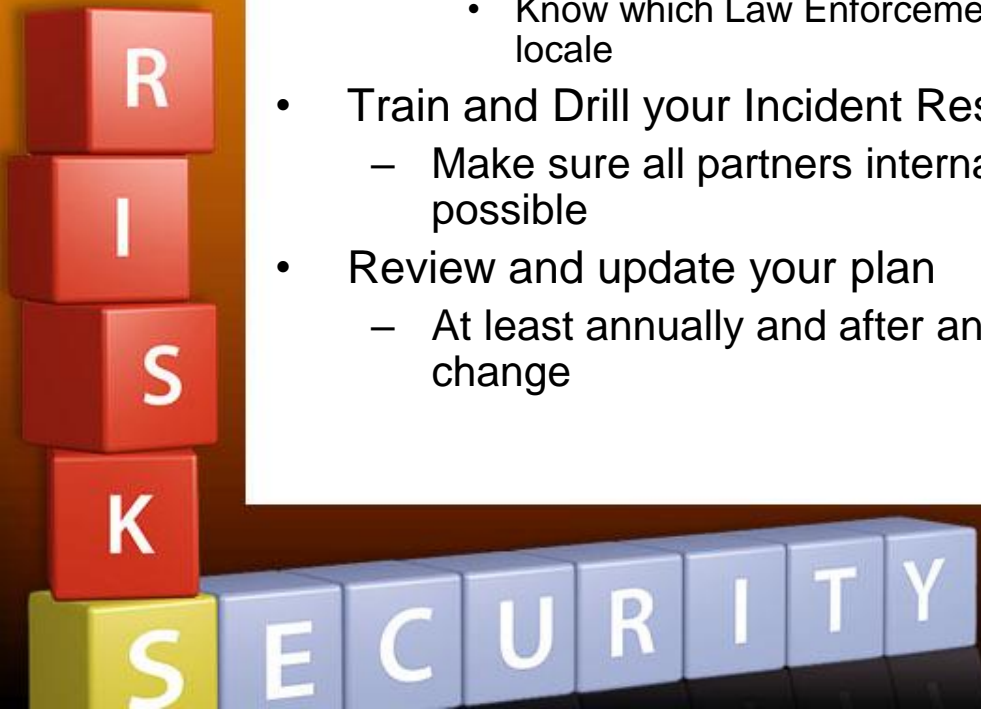 • Know which Law Enforceme
locale
• Train and Drill your Incident Res
– Make sure all partners interna
possible
• Review and update your plan
– At least annually and after an
change
R
I
S
K
SECURITY